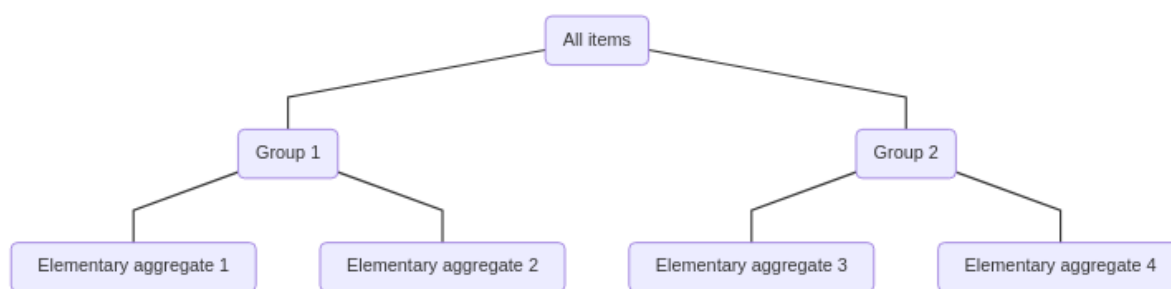 All items
Group 1
Group 2
Elementary aggregate 1
Elementary aggregate 2
Elementary aggregate 3
Elementary aggregate 4